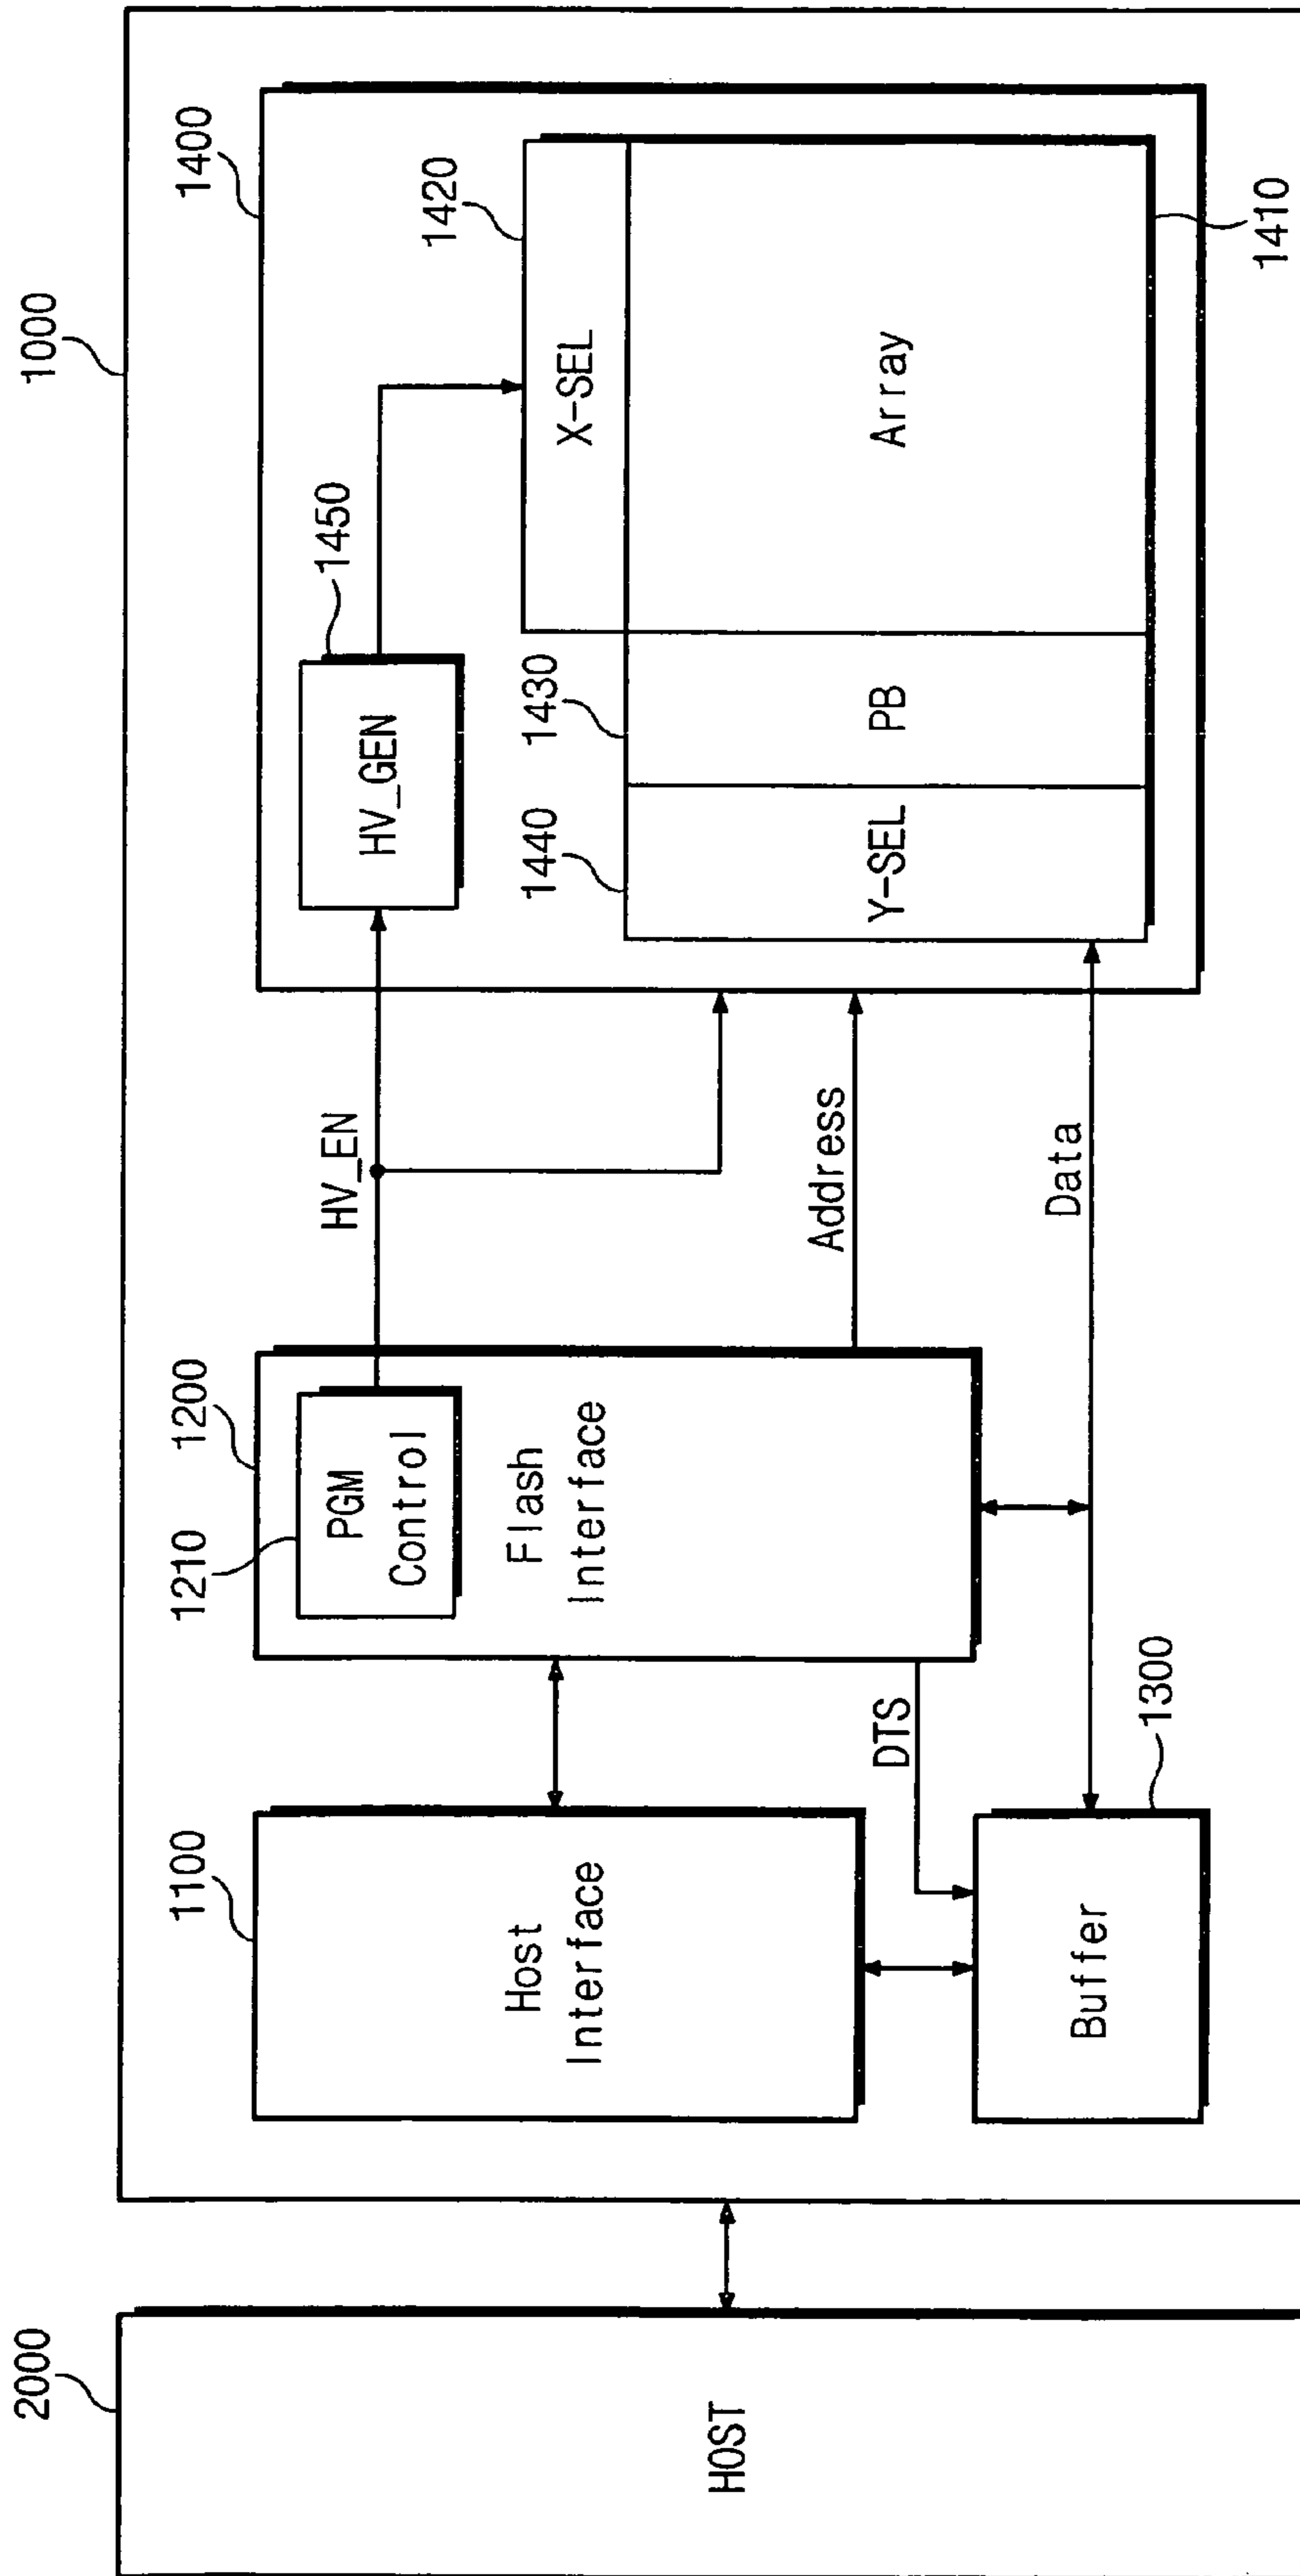 2000
HOST
1000
1100
Host
Interface
1210
1200
PGM
Control
Flash
Interface
DTS
1300
Buffer
HV_EN
Address
Data
1400
1450
HV_GEN
1420
X-SEL
1440
1430
Y-SEL
PB
Array
1410